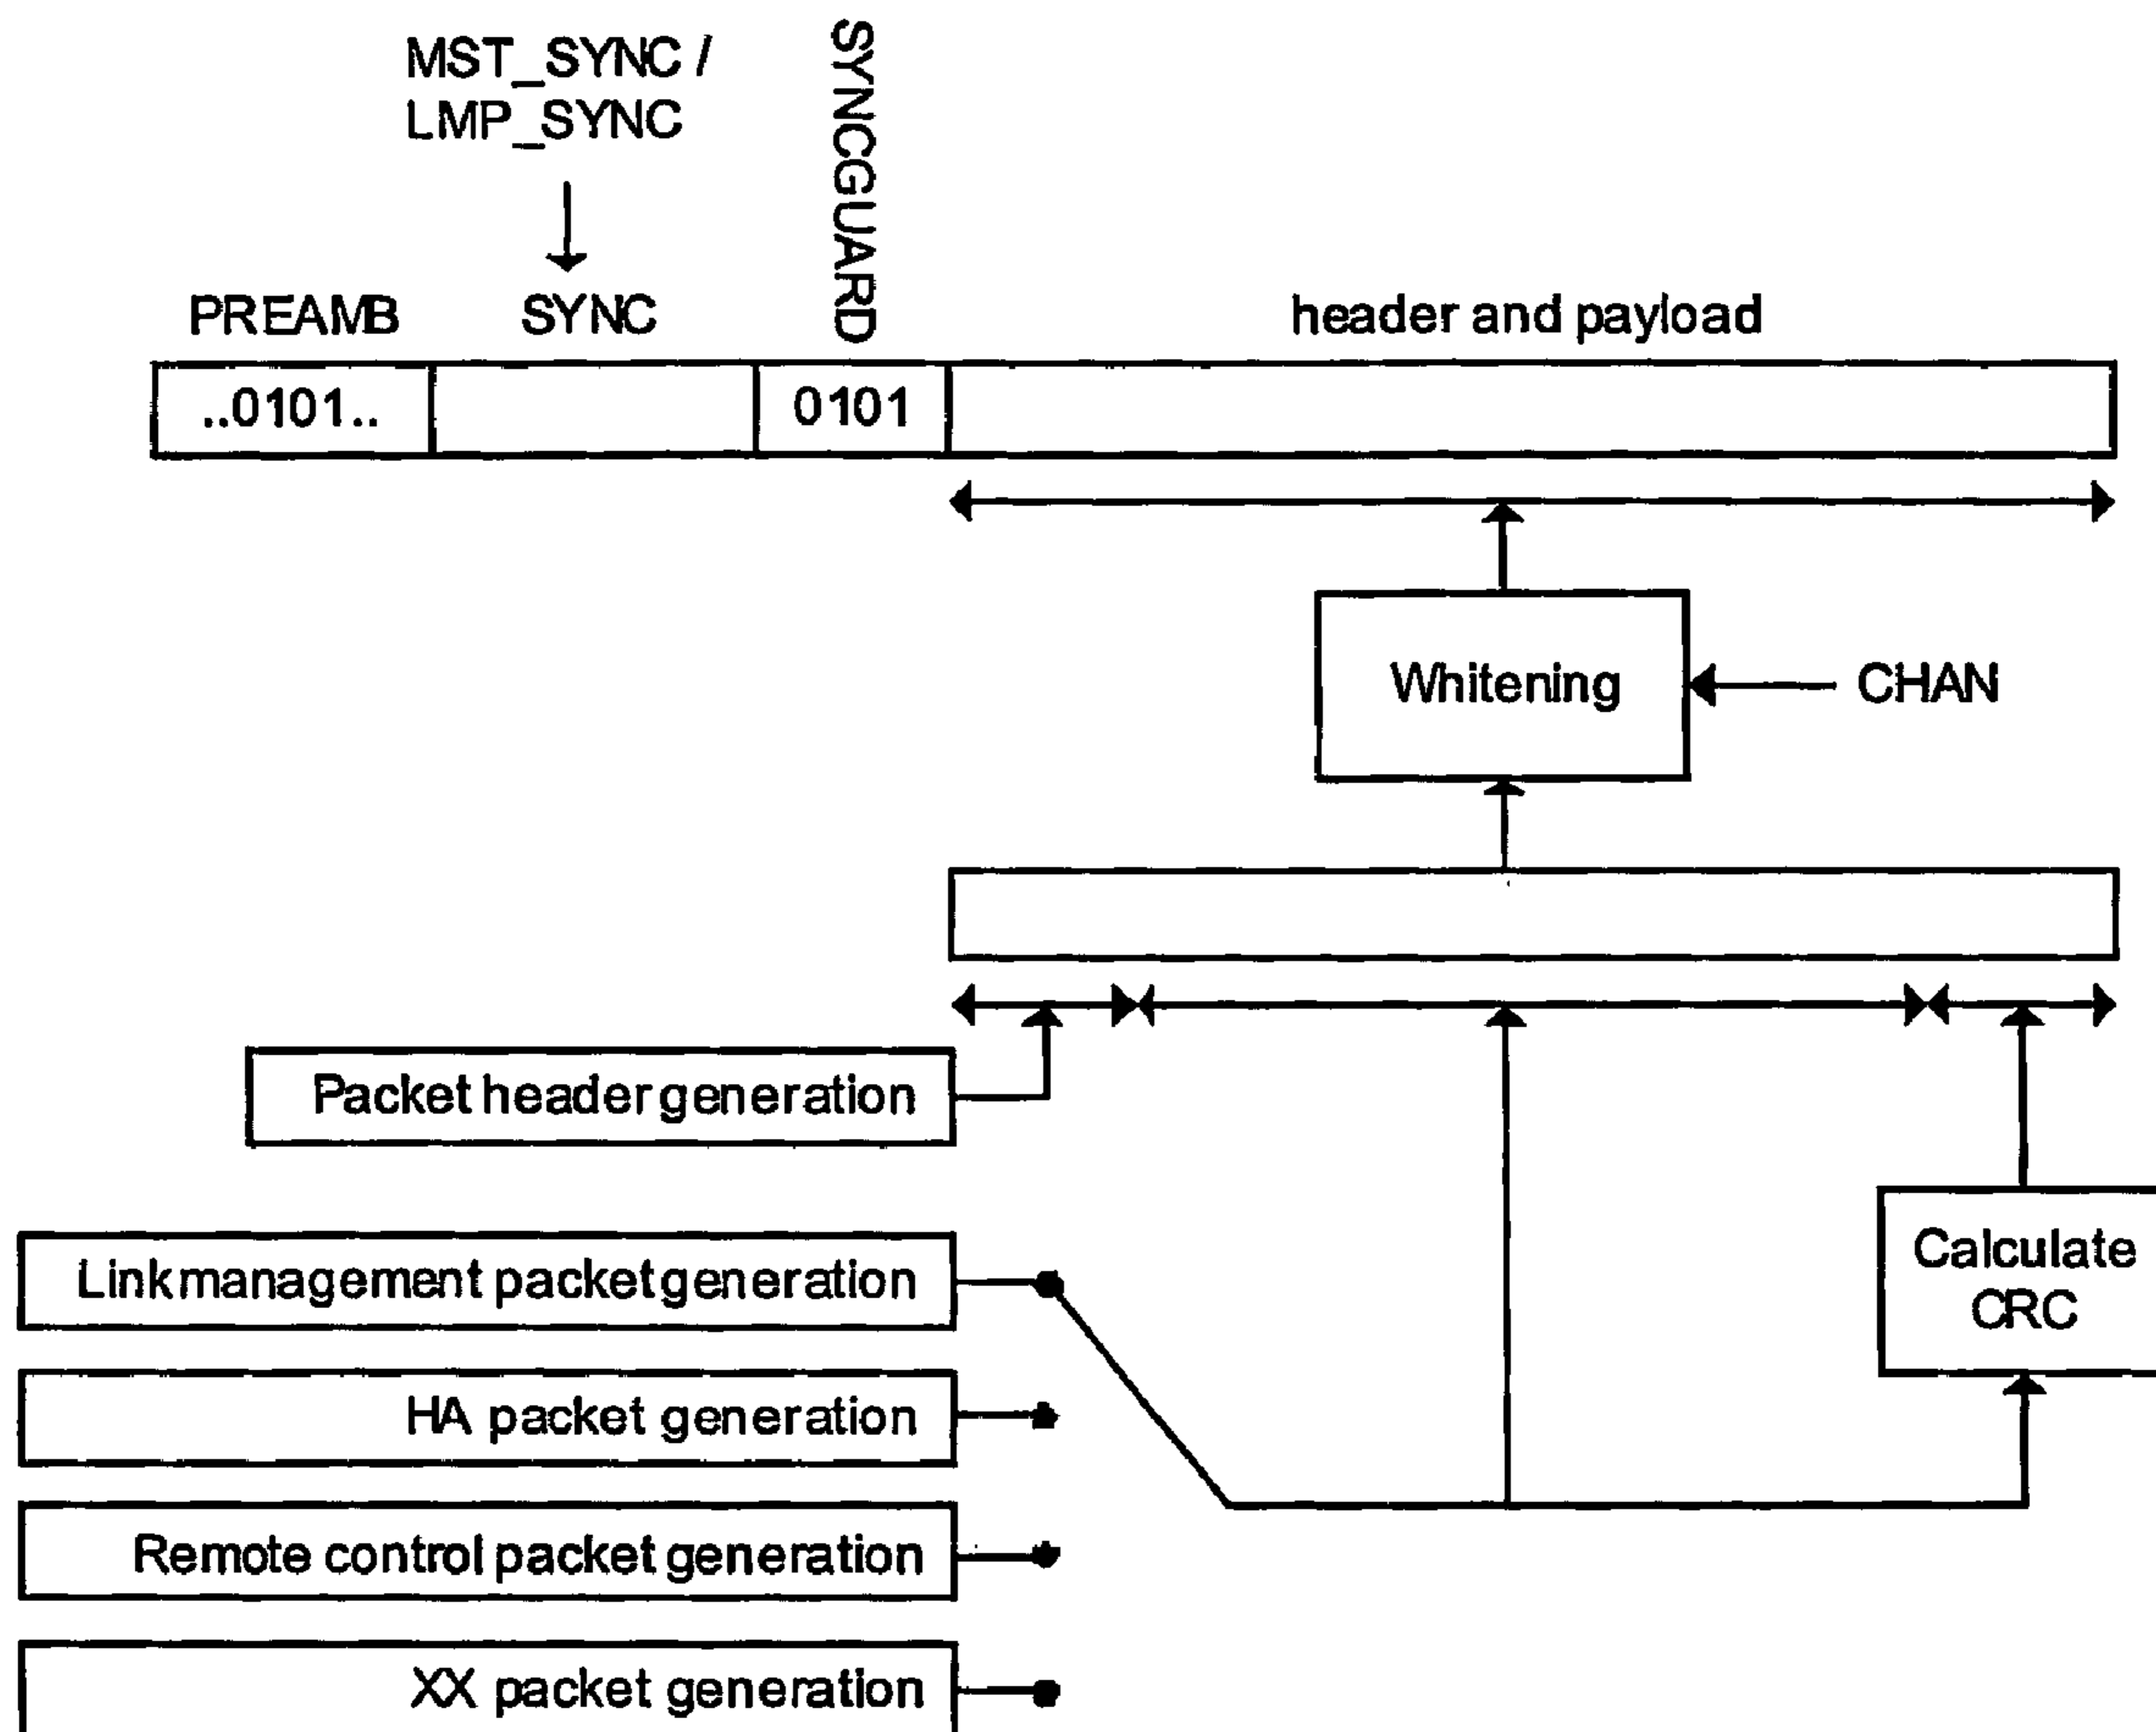 MST_SYNC /
LMP_SYNC
SYNCGUARD
PREAMB
SYNC
header and payload
..0101..
0101
Whitening
CHAN
Packet header generation
Link management packet generation
Calculate
CRC
HA packet generation
Remote control packet generation
XX packet generation